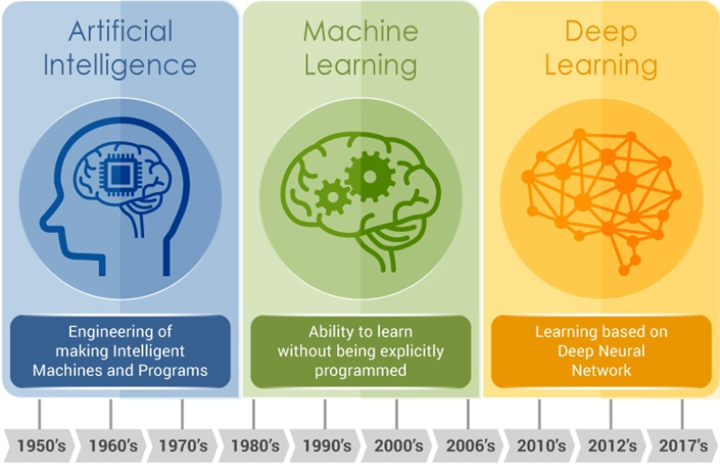 Artificial
Intelligence
Machine
Learning
Deep
Learning
Engineering of
making Intelligent
Machines and Programs
Ability to learn
without being explicitly
programmed
Learning based on
Deep Neural
Network
1950's 1960's 1970's 1980's 1990's 2000's 2006's 2010's 2012's 2017's